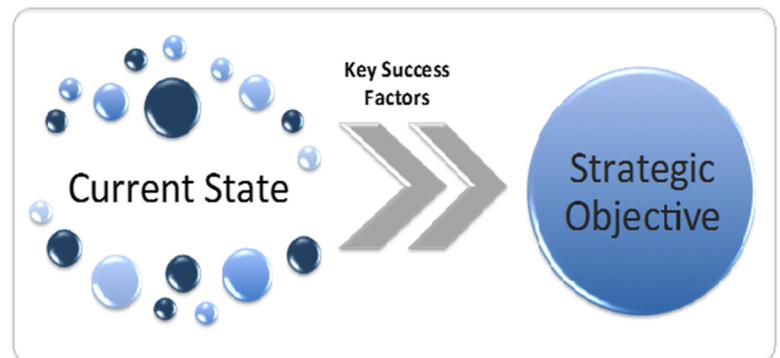 Key Success
Factors
Current State
Strategic
Objective